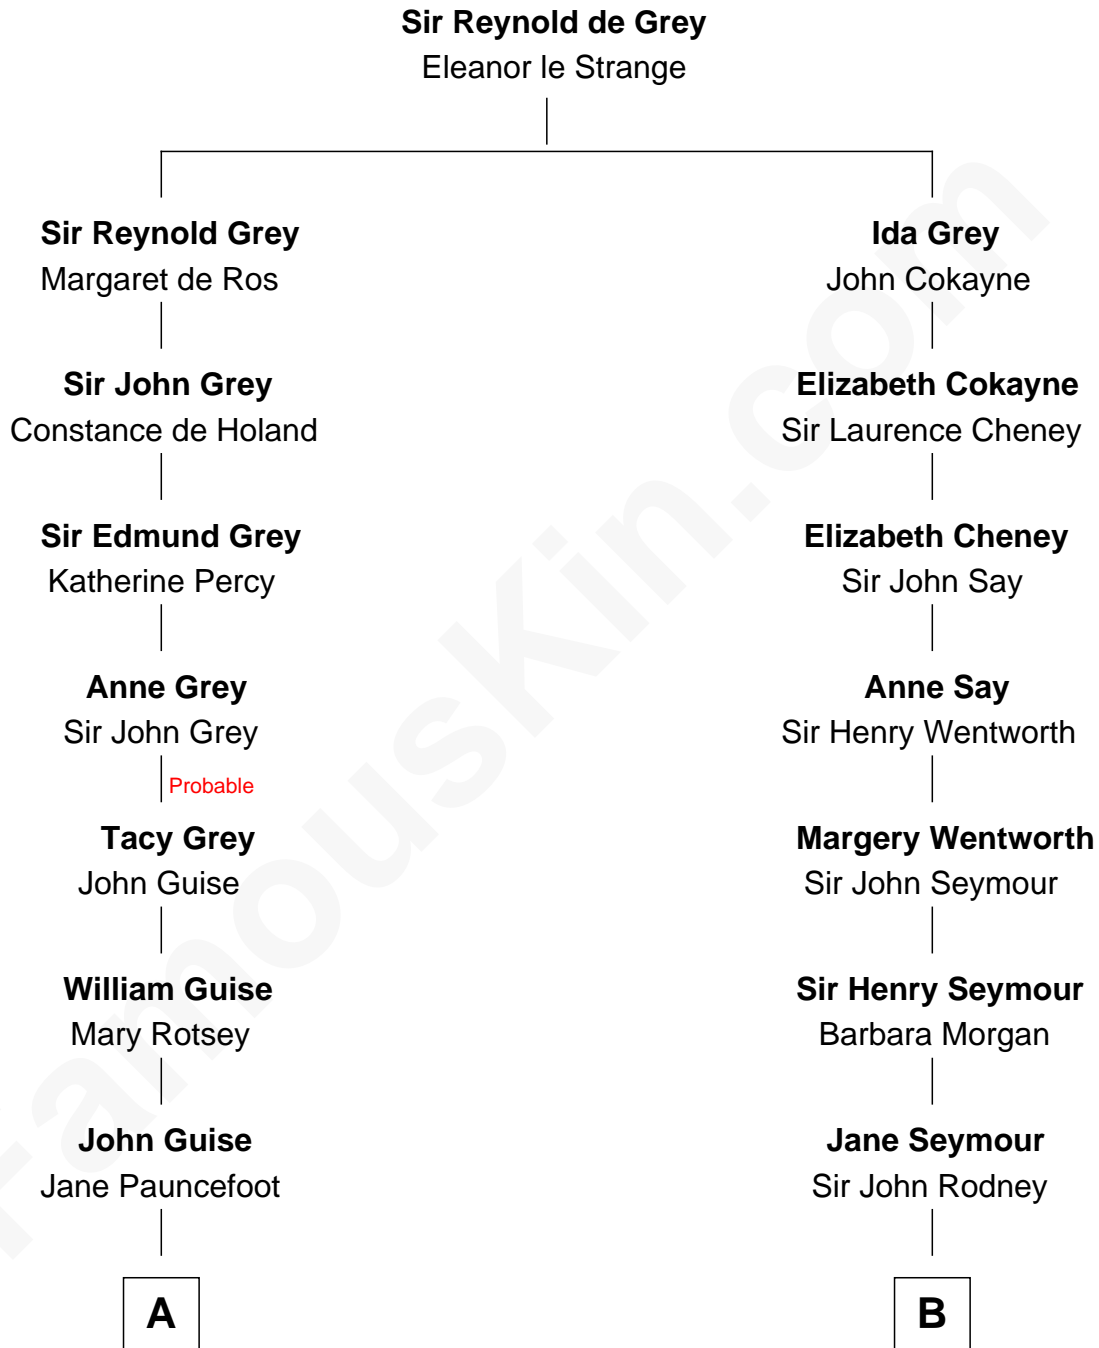 Sir Reynold de Grey
Eleanor le Strange
Sir Reynold Grey
Margaret de Ros
Ida Grey
John Cokayne
Sir John Grey
Constance de Holand
Elizabeth Cokayne
Sir Laurence Cheney
Sir Edmund Grey
Katherine Percy
Elizabeth Cheney
Sir John Say
Anne Grey
Sir John Grey
Anne Say
Sir Henry Wentworth
Probable
Tacy Grey
John Guise
Margery Wentworth
Sir John Seymour
William Guise
Mary Rotsey
Sir Henry Seymour
Barbara Morgan
John Guise
Jane Pauncefoot
Jane Seymour
Sir John Rodney
A
B
FamousKin.com